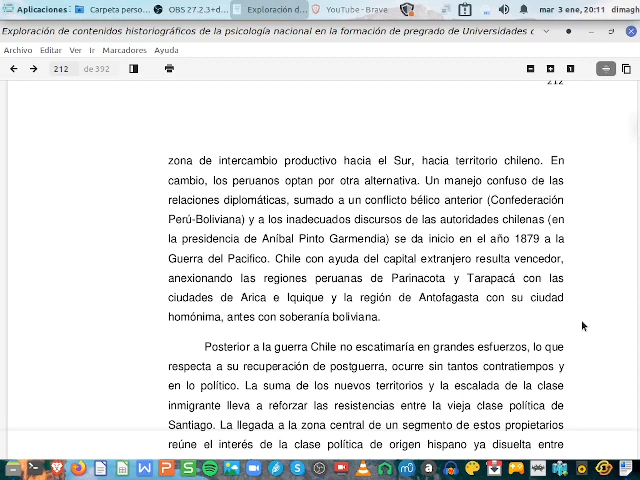 Aplicaciones Carpeta perso... OBS 27.2.3+d... Exploración d... YouTube - Brave mar 3 ene, 20:11 dimagh
Exploración de contenidos historiográficos de la psicología nacional en la formación de pregrado de Universidades c
Archivo Editar Ver Ir Marcadores Ayuda
212 de 392
212
zona de intercambio productivo hacia el Sur, hacia territorio chileno. En
cambio, los peruanos optan por otra alternativa. Un manejo confuso de las
relaciones diplomáticas, sumado a un conflicto bélico anterior (Confederación
Perú-Boliviana) y a los inadecuados discursos de las autoridades chilenas (en
la presidencia de Aníbal Pinto Garmendia) se da inicio en el año 1879 a la
Guerra del Pacifico. Chile con ayuda del capital extranjero resulta vencedor,
anexionando las regiones peruanas de Parinacota y Tarapacá con las
ciudades de Arica e Iquique y la región de Antofagasta con su ciudad
homónima, antes con soberanía boliviana.
Posterior a la guerra Chile no escatimaría en grandes esfuerzos, lo que
respecta a su recuperación de postguerra, ocurre sin tantos contratiempos y
en lo político. La suma de los nuevos territorios y la escalada de la clase
inmigrante lleva a reforzar las resistencias entre la vieja clase política de
Santiago. La llegada a la zona central de un segmento de estos propietarios
reúne el interés de la clase política de origen hispano ya disuelta entre